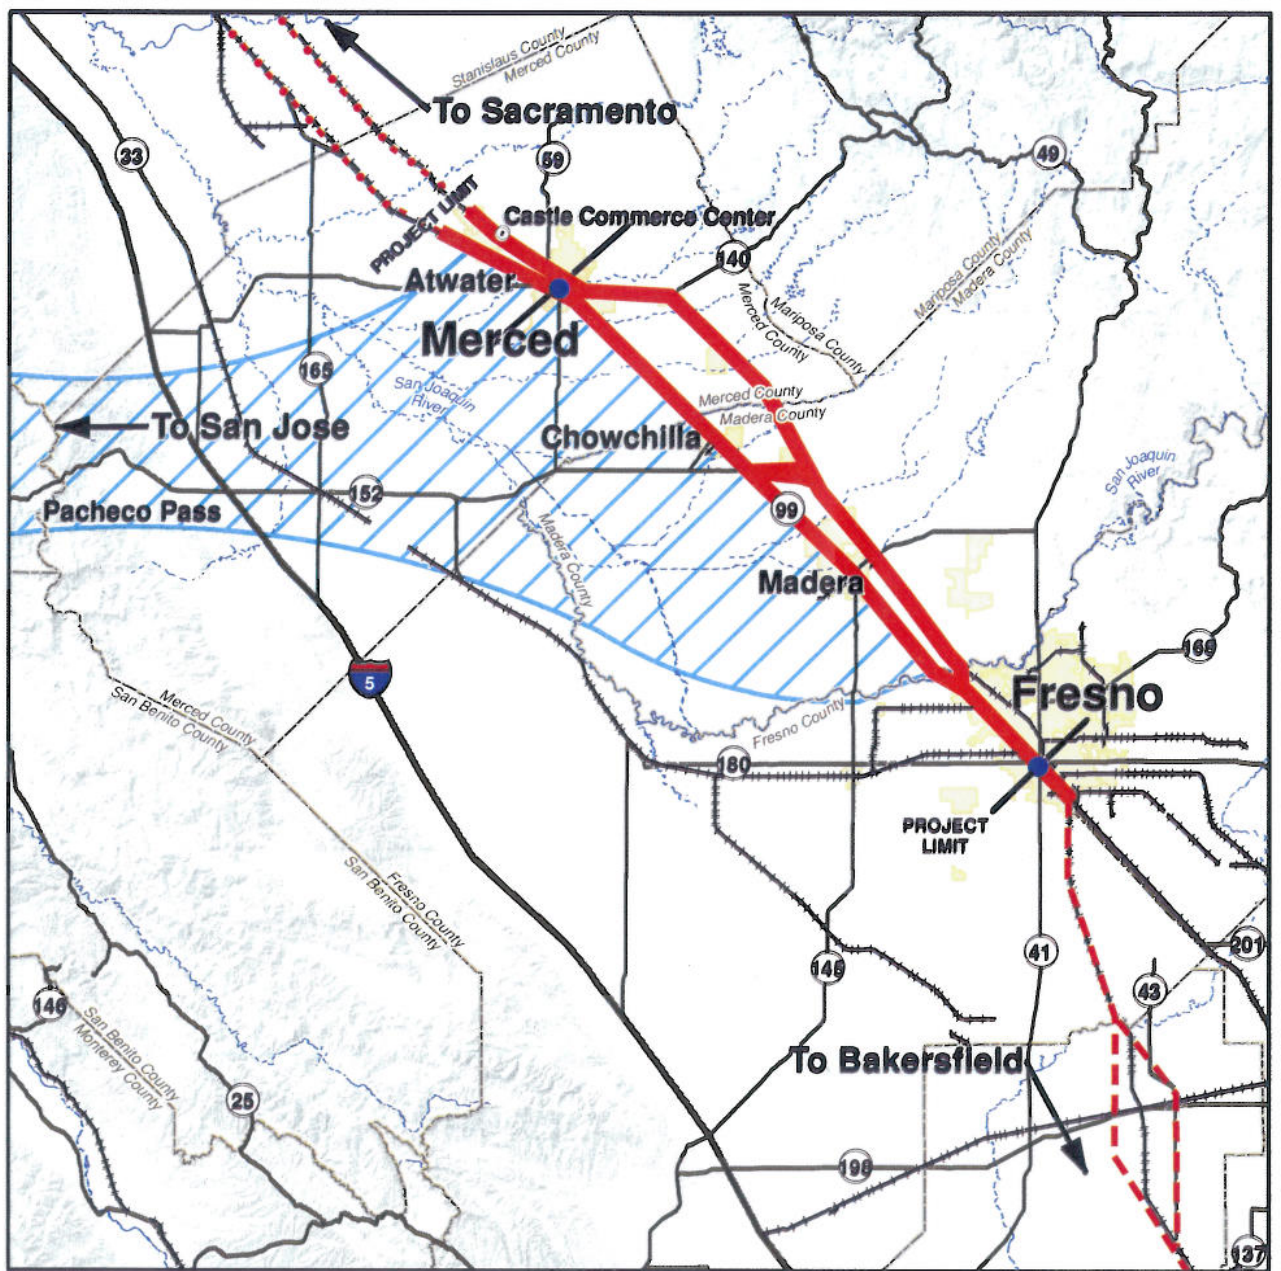 Stanislaus County
Merced County
To Sacramento
33
59
49
PROJECT LIMIT
Castle Commerce Center
140
Mariposa County
Madera County
Atwater
Mariposa County
Merced County
Merced
165
San Joaquin
River
Merced County
Madera County
To San Jose
Chowchilla
San Joaquin
River
152
Pacheco Pass
99
Madera County
Madera
5
Merced County
San Benito County
Fresno
Fresno County
180
PROJECT
LIMIT
Fresno County
San Benito County
41
201
145
43
146
San Benito County
Monterey County
To Bakersfield
25
198
137